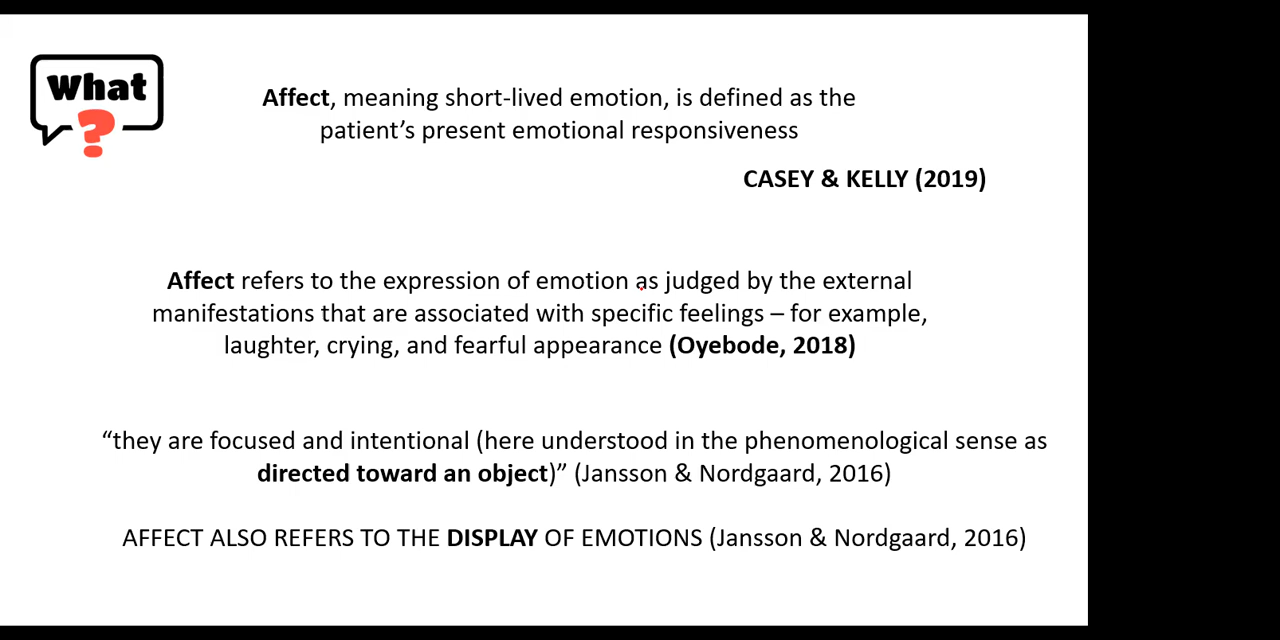 What
?
Affect, meaning short-lived emotion, is defined as the
patient’s present emotional responsiveness
CASEY & KELLY (2019)
Affect refers to the expression of emotion as judged by the external
manifestations that are associated with specific feelings – for example,
laughter, crying, and fearful appearance (Oyebode, 2018)
“they are focused and intentional (here understood in the phenomenological sense as
directed toward an object)” (Jansson & Nordgaard, 2016)
AFFECT ALSO REFERS TO THE DISPLAY OF EMOTIONS (Jansson & Nordgaard, 2016)